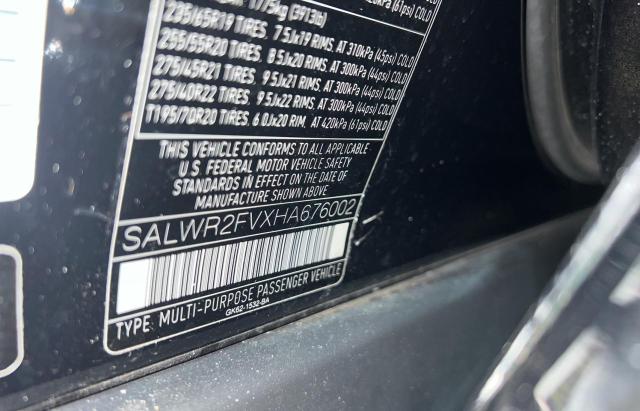 1775kg (3913lb)
235/65R19 TIRES. 7.5Jx19 RIMS. AT 310kPa (45psi) COLD
255/55R20 TIRES. 8.5Jx20 RIMS. AT 300kPa (44psi) COLD
275/45R21 TIRES. 9.5Jx21 RIMS. AT 300kPa (44psi) COLD
275/40R22 TIRES. 9.5Jx22 RIMS. AT 300kPa (44psi) COLD
T195/70R20 TIRES. 6.0Jx20 RIM. AT 420kPa (61psi) COLD
THIS VEHICLE CONFORMS TO ALL APPLICABLE
U.S. FEDERAL MOTOR VEHICLE SAFETY
STANDARDS IN EFFECT ON THE DATE OF
MANUFACTURE SHOWN ABOVE.
SALWR2FVXHA676002
TYPE: MULTI-PURPOSE PASSENGER VEHICLE
GK62-1532-BA